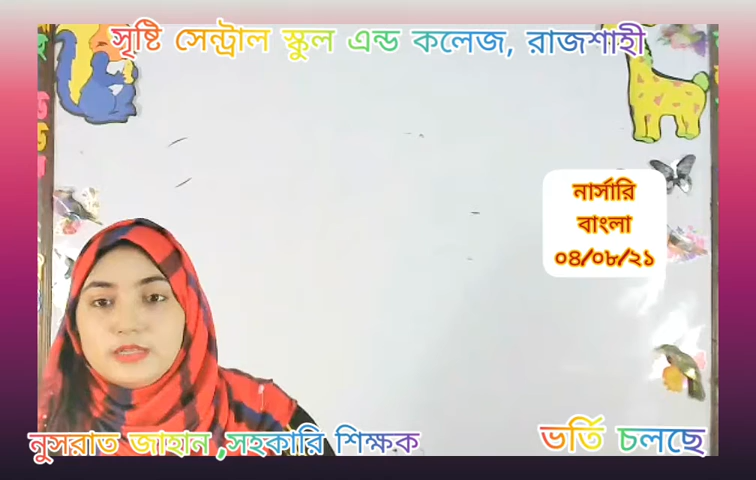 সৃষ্টি সেন্ট্রাল স্কুল এন্ড কলেজ, রাজশাহী
নার্সারি
বাংলা
০৪/০৮/২১
নুসরাত জাহান ,সহকারি শিক্ষক
ভর্তি চলছে